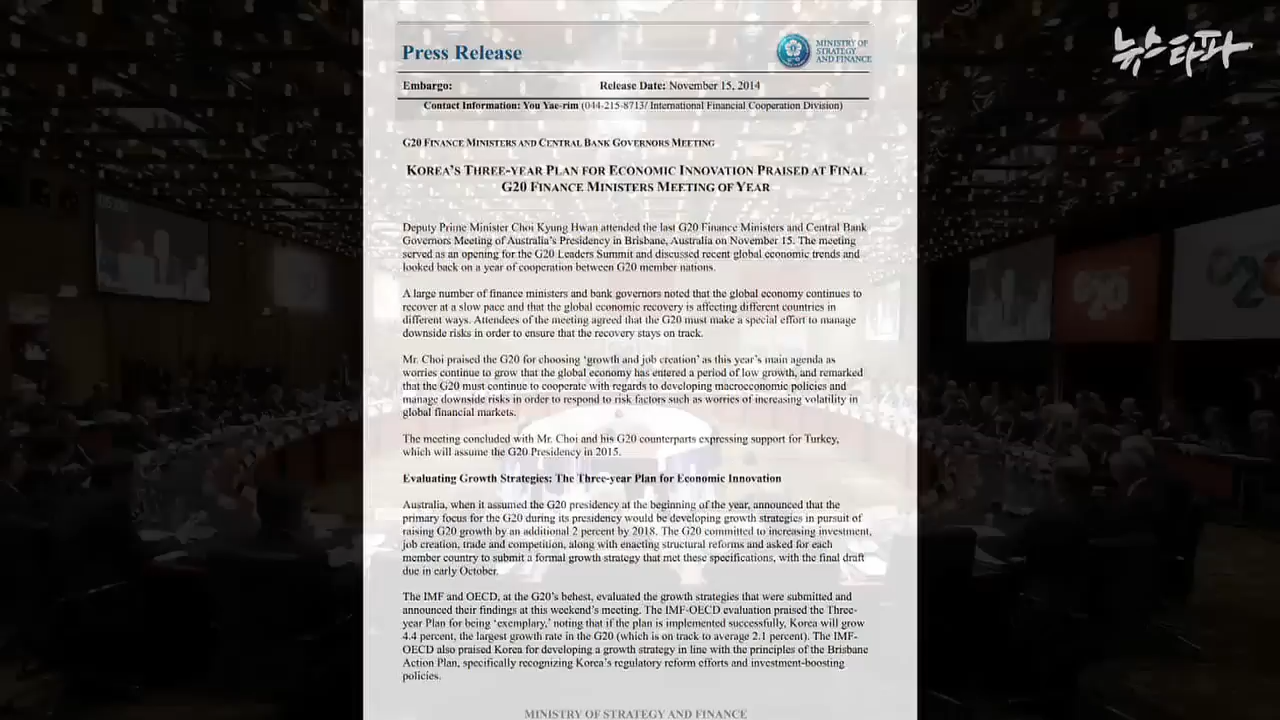 뉴스타파
Press Release
MINISTRY OF
STRATEGY
AND FINANCE
Embargo: Release Date: November 15, 2014
Contact Information: You Yae-rim (044-215-8713/ International Financial Cooperation Division)
G20 FINANCE MINISTERS AND CENTRAL BANK GOVERNORS MEETING
KOREA'S THREE-YEAR PLAN FOR ECONOMIC INNOVATION PRAISED AT FINAL
G20 FINANCE MINISTERS MEETING OF YEAR
Deputy Prime Minister Choi Kyung Hwan attended the last G20 Finance Ministers and Central Bank
Governors Meeting of Australia's Presidency in Brisbane, Australia on November 15. The meeting
served as an opening for the G20 Leaders Summit and discussed recent global economic trends and
looked back on a year of cooperation between G20 member nations.
A large number of finance ministers and bank governors noted that the global economy continues to
recover at a slow pace and that the global economic recovery is affecting different countries in
different ways. Attendees of the meeting agreed that the G20 must make a special effort to manage
downside risks in order to ensure that the recovery stays on track.
Mr. Choi praised the G20 for choosing 'growth and job creation' as this year's main agenda as
worries continue to grow that the global economy has entered a period of low growth, and remarked
that the G20 must continue to cooperate with regards to developing macroeconomic policies and
manage downside risks in order to respond to risk factors such as worries of increasing volatility in
global financial markets.
The meeting concluded with Mr. Choi and his G20 counterparts expressing support for Turkey,
which will assume the G20 Presidency in 2015.
Evaluating Growth Strategies: The Three-year Plan for Economic Innovation
Australia, when it assumed the G20 presidency at the beginning of the year, announced that the
primary focus for the G20 during its presidency would be developing growth strategies in pursuit of
raising G20 growth by an additional 2 percent by 2018. The G20 committed to increasing investment,
job creation, trade and competition, along with enacting structural reforms and asked for each
member country to submit a formal growth strategy that met these specifications, with the final draft
due in early October.
The IMF and OECD, at the G20's behest, evaluated the growth strategies that were submitted and
announced their findings at this weekend's meeting. The IMF-OECD evaluation praised the Three-
year Plan for being 'exemplary,' noting that if the plan is implemented successfully, Korea will grow
4.4 percent, the largest growth rate in the G20 (which is on track to average 2.1 percent). The IMF-
OECD also praised Korea for developing a growth strategy in line with the principles of the Brisbane
Action Plan, specifically recognizing Korea's regulatory reform efforts and investment-boosting
policies.
MINISTRY OF STRATEGY AND FINANCE